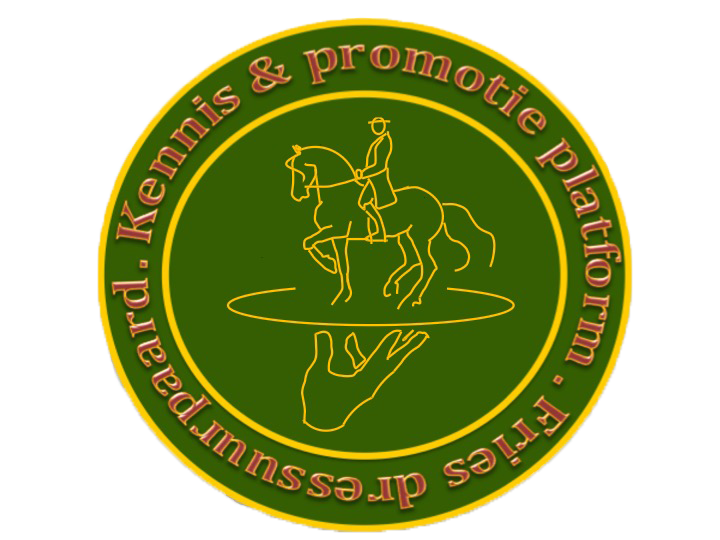 Kennis & promotie platform.
Fries dressuurpaard.